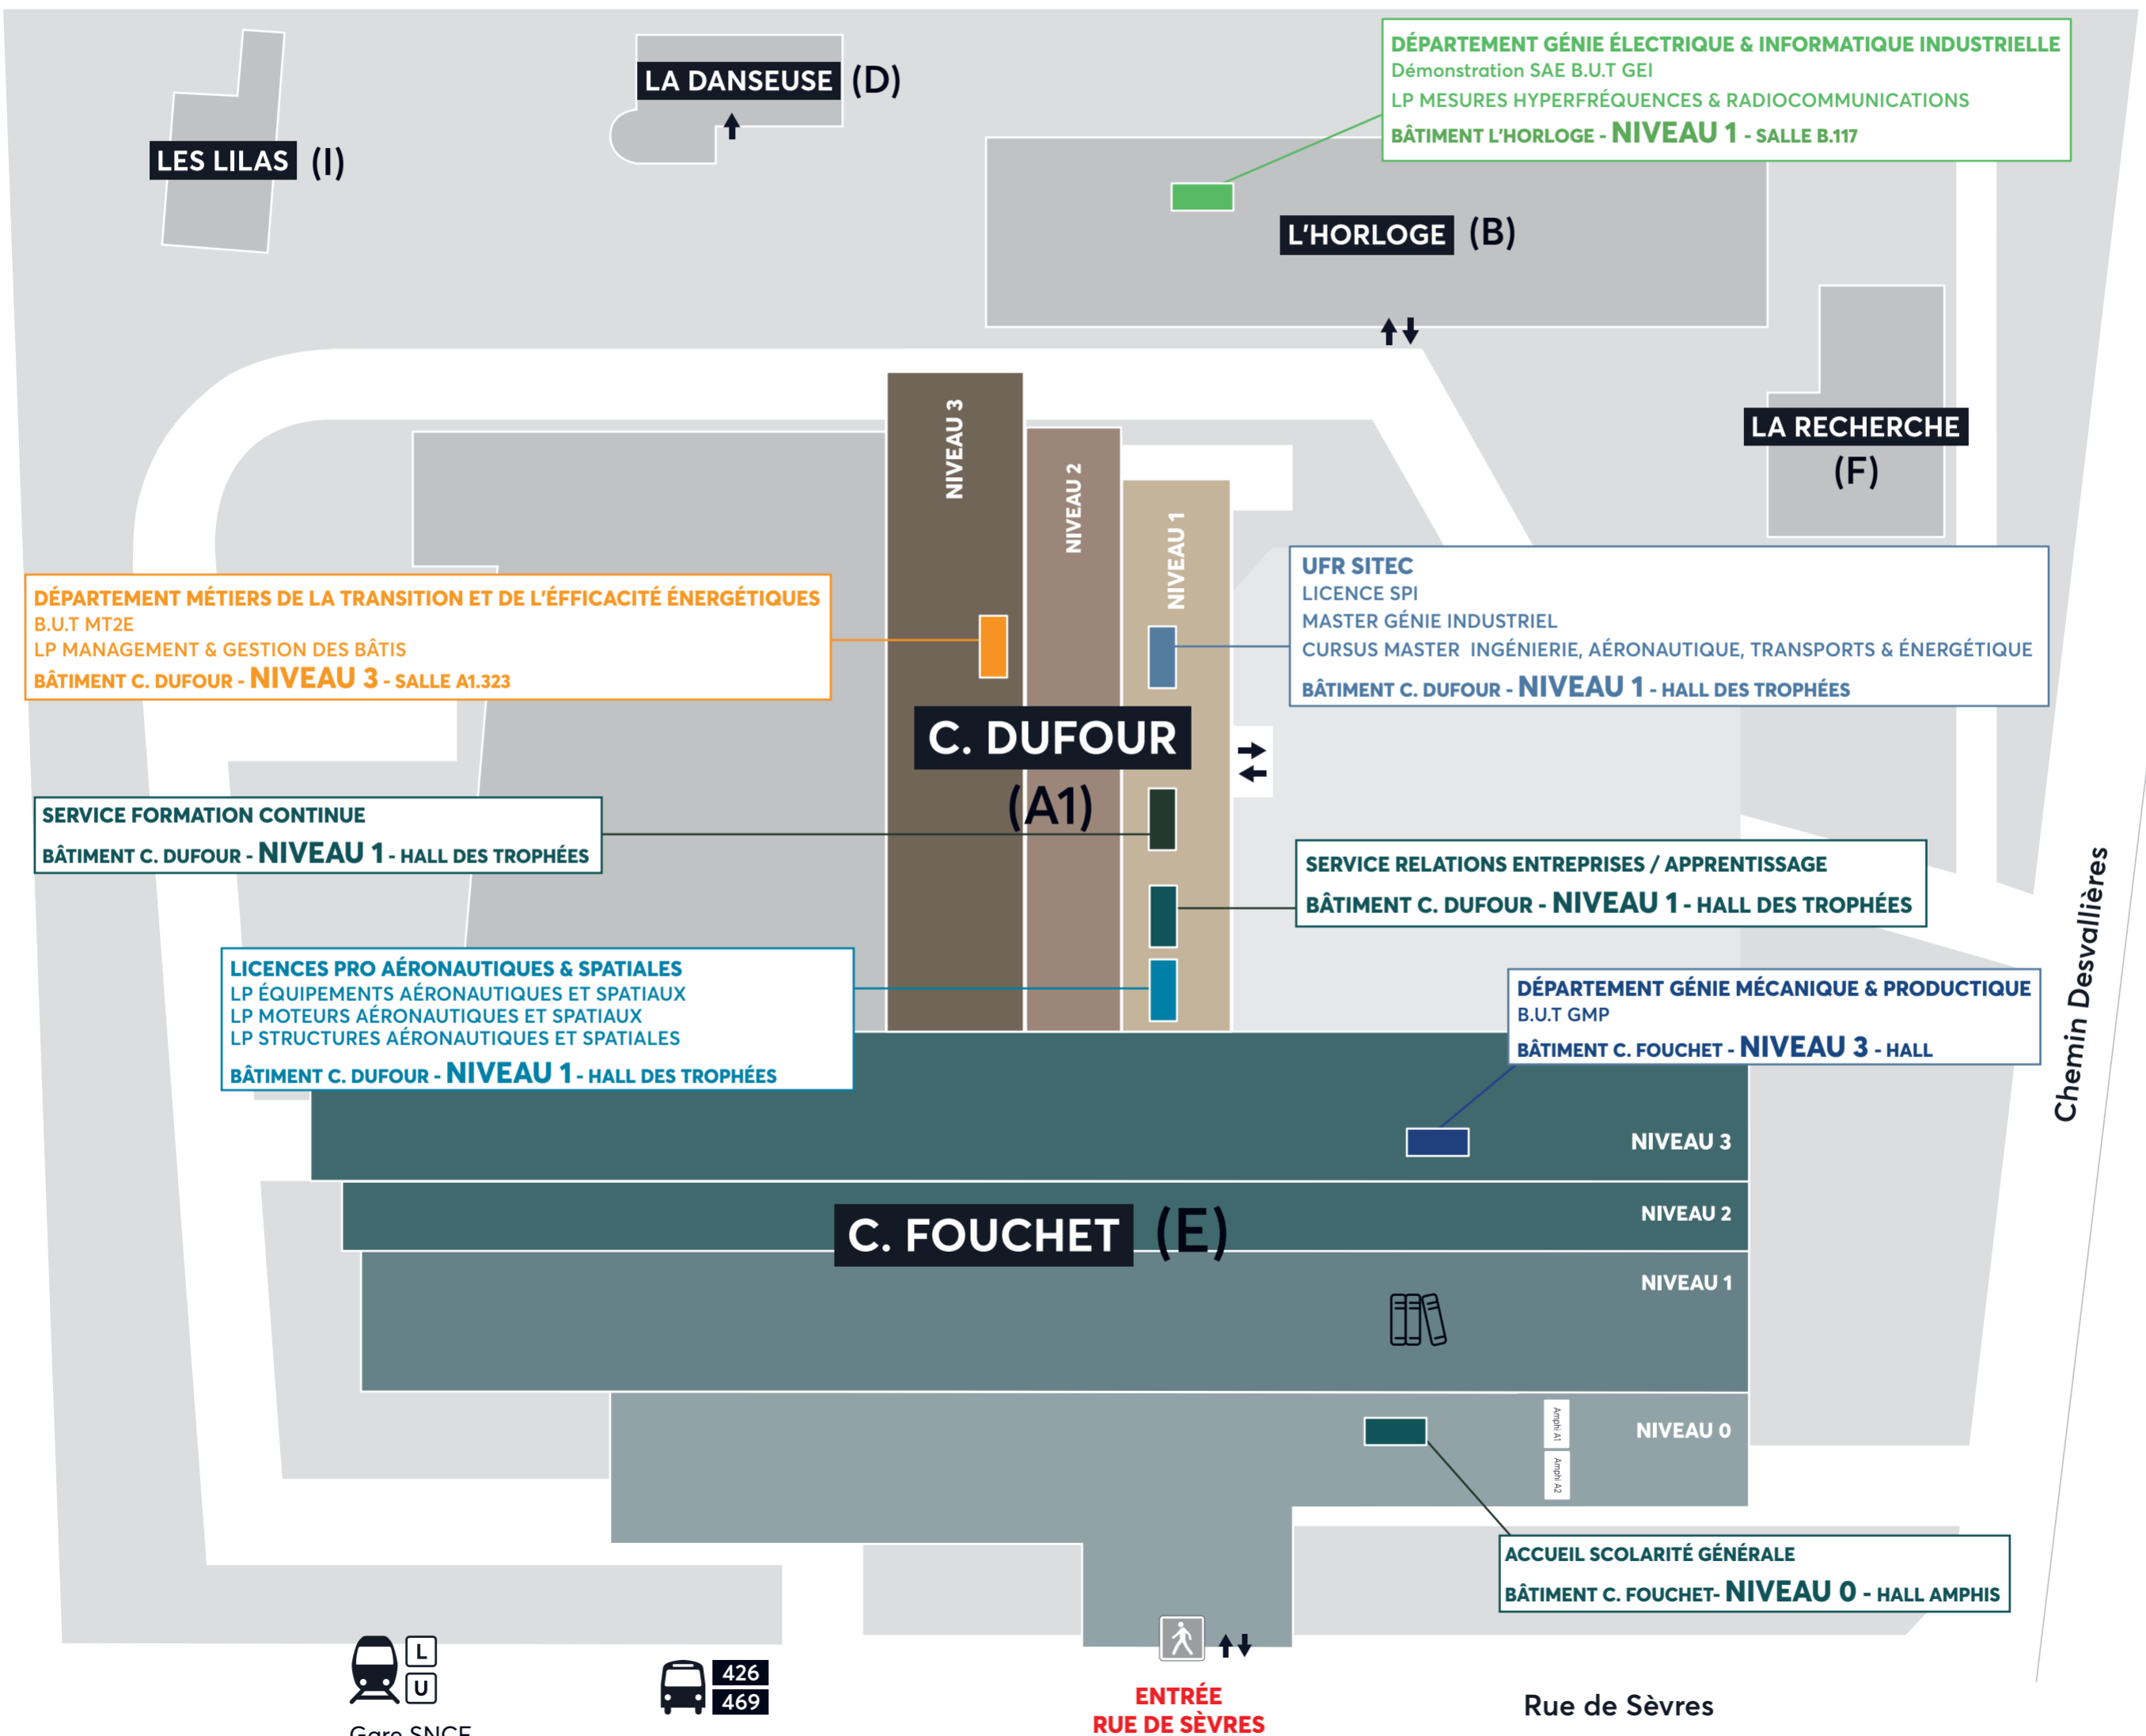 DÉPARTEMENT GÉNIE ÉLECTRIQUE & INFORMATIQUE INDUSTRIELLE
Démonstration SAE B.U.T GEI
LP MESURES HYPERFRÉQUENCES & RADIOCOMMUNICATIONS
BÂTIMENT L'HORLOGE - NIVEAU 1 - SALLE B.117
LA DANSEUSE (D)
LES LILAS (I)
L'HORLOGE (B)
LA RECHERCHE
(F)
NIVEAU 3
NIVEAU 2
NIVEAU 1
DÉPARTEMENT MÉTIERS DE LA TRANSITION ET DE L'ÉFFICACITÉ ÉNERGÉTIQUES
B.U.T MT2E
LP MANAGEMENT & GESTION DES BÂTIS
BÂTIMENT C. DUFOUR - NIVEAU 3 - SALLE A1.323
UFR SITEC
LICENCE SPI
MASTER GÉNIE INDUSTRIEL
CURSUS MASTER INGÉNIERIE, AÉRONAUTIQUE, TRANSPORTS & ÉNERGÉTIQUE
BÂTIMENT C. DUFOUR - NIVEAU 1 - HALL DES TROPHÉES
C. DUFOUR
(A1)
SERVICE FORMATION CONTINUE
BÂTIMENT C. DUFOUR - NIVEAU 1 - HALL DES TROPHÉES
SERVICE RELATIONS ENTREPRISES / APPRENTISSAGE
BÂTIMENT C. DUFOUR - NIVEAU 1 - HALL DES TROPHÉES
LICENCES PRO AÉRONAUTIQUES & SPATIALES
LP ÉQUIPEMENTS AÉRONAUTIQUES ET SPATIAUX
LP MOTEURS AÉRONAUTIQUES ET SPATIAUX
LP STRUCTURES AÉRONAUTIQUES ET SPATIALES
BÂTIMENT C. DUFOUR - NIVEAU 1 - HALL DES TROPHÉES
DÉPARTEMENT GÉNIE MÉCANIQUE & PRODUCTIQUE
B.U.T GMP
BÂTIMENT C. FOUCHET - NIVEAU 3 - HALL
Chemin Desvallières
NIVEAU 3
NIVEAU 2
C. FOUCHET (E)
NIVEAU 1
NIVEAU 0
Amphi A1
Amphi A2
ACCUEIL SCOLARITÉ GÉNÉRALE
BÂTIMENT C. FOUCHET- NIVEAU 0 - HALL AMPHIS
L
U
Gare SNCF
426
469
ENTRÉE
RUE DE SÈVRES
Rue de Sèvres